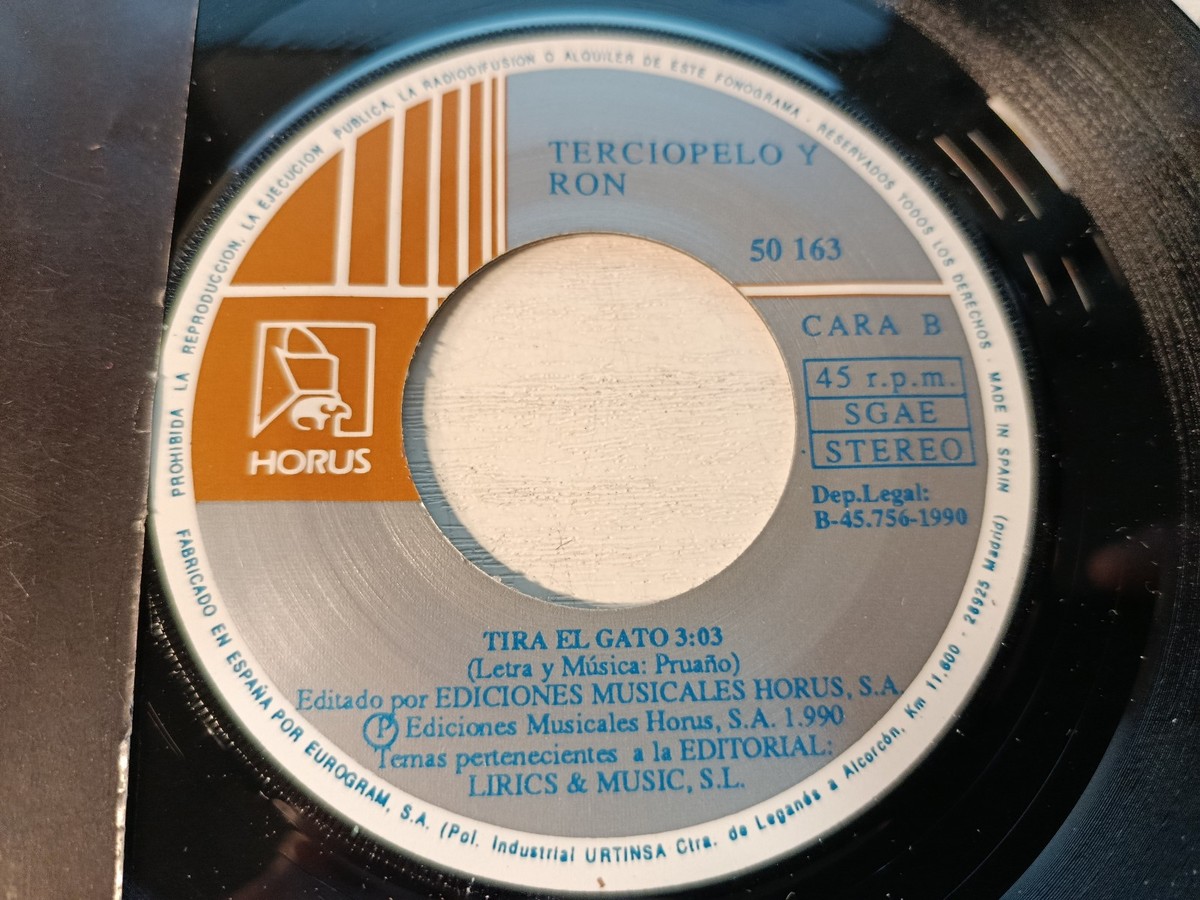 PROHIBIDA LA REPRODUCCION, LA EJECUCION PUBLICA, LA RADIODIFUSION O ALQUILER DE ESTE FONOGRAMA - RESERVADOS TODOS LOS DERECHOS - MADE IN SPAIN
TERCIOPELO Y
RON
50 163
HORUS
CARA B
45 r.p.m.
SGAE
STEREO
Dep.Legal:
B-45.756-1990
TIRA EL GATO 3:03
(Letra y Música: Pruaño)
Editado por EDICIONES MUSICALES HORUS, S.A.
Ⓟ Ediciones Musicales Horus, S.A. 1.990
Temas pertenecientes a la EDITORIAL:
LIRICS & MUSIC, S.L.
FABRICADO EN ESPAÑA POR EUROGRAM, S.A. (Pol. Industrial URTINSA Ctra. de Leganés a Alcorcón, Km 11,600 - 28925 Madrid)